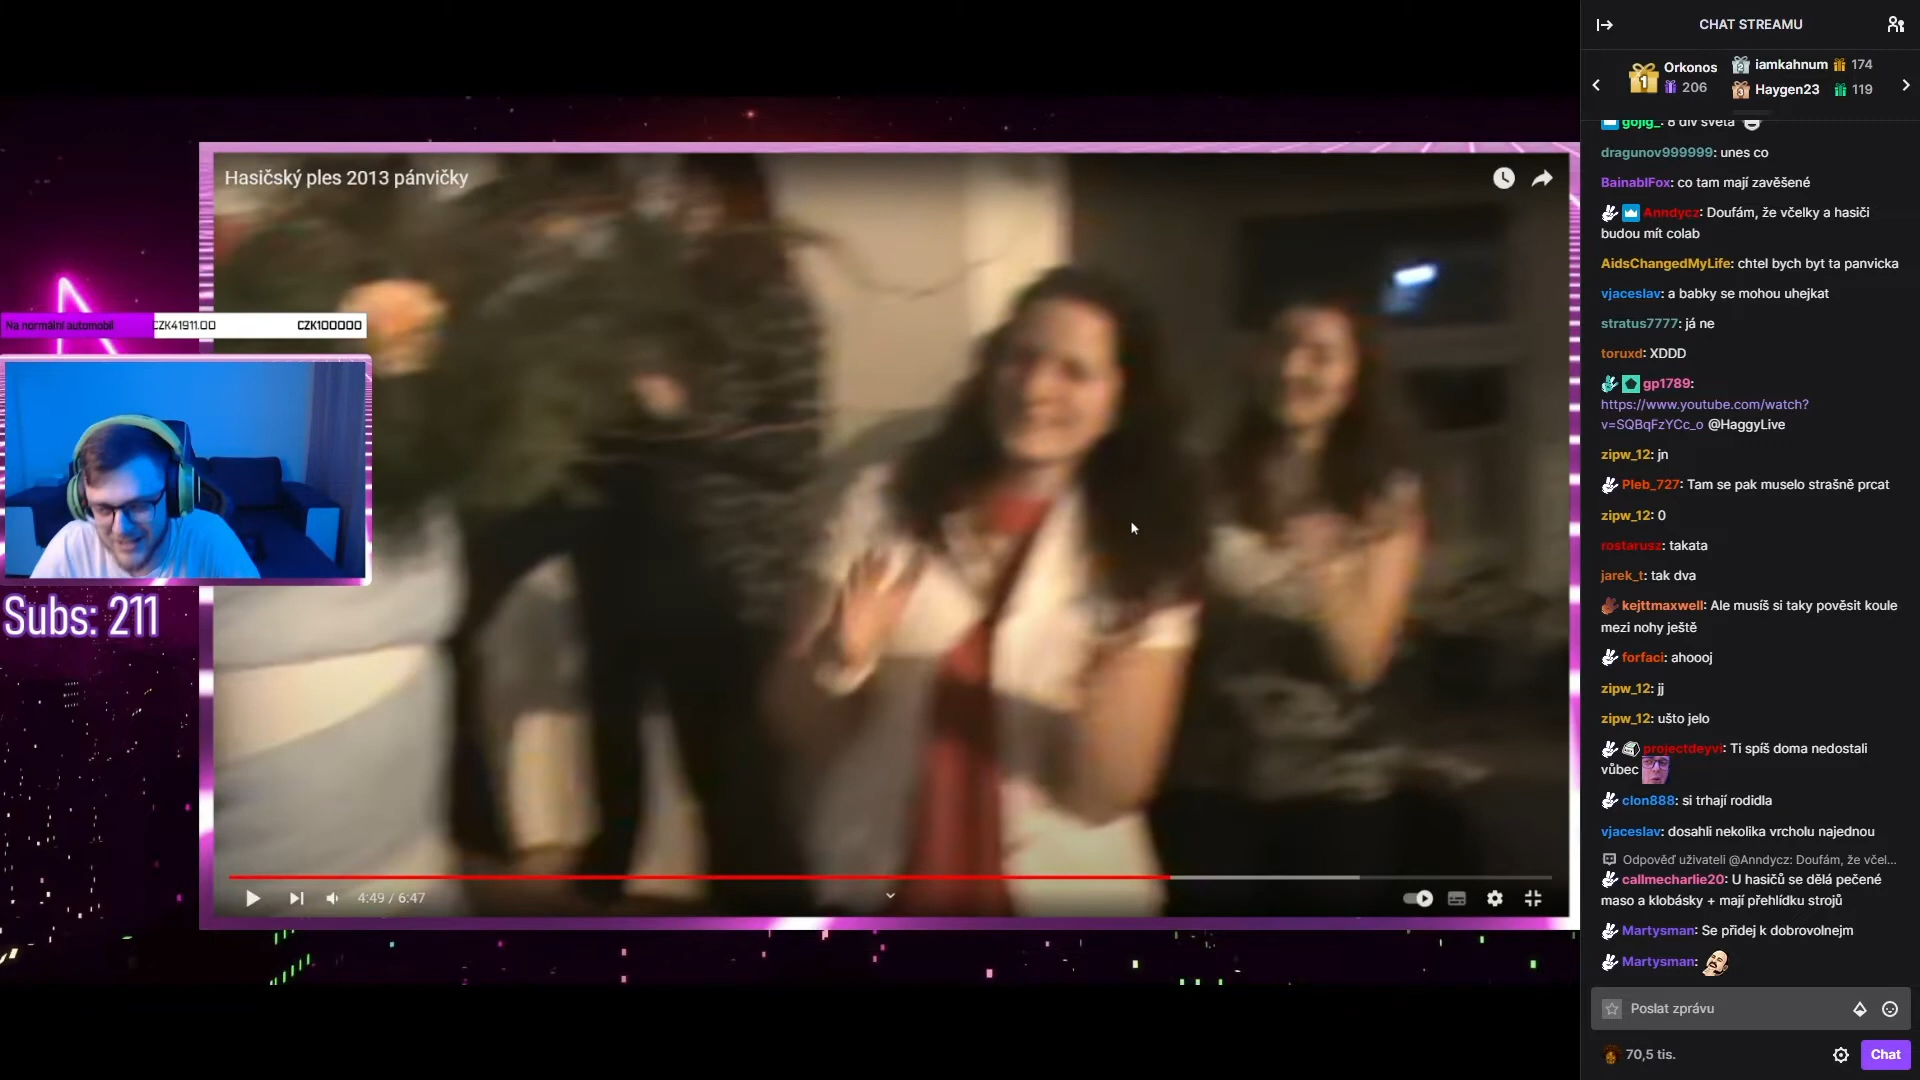 Hasičský ples 2013 pánvičky
Na normální automobil CZK41911.00 CZK100000
Subs: 211
4:49 / 6:47
CHAT STREAMU
Orkonos
206
iamkahnum 174
Haygen23 119
gojig_: 8 div světa
dragunov999999: unes co
BainablFox: co tam mají zavěšené
Anndycz: Doufám, že včelky a hasiči
budou mít colab
AidsChangedMyLife: chtel bych byt ta panvicka
vjaceslav: a babky se mohou uhejkat
stratus7777: já ne
toruxd: XDDD
gp1789:
https://www.youtube.com/watch?
v=SQBqFzYCc_o @HaggyLive
zipw_12: jn
Pleb_727: Tam se pak muselo strašně prcat
zipw_12: 0
rostarusz: takata
jarek_t: tak dva
kejttmaxwell: Ale musíš si taky pověsit koule
mezi nohy ještě
forfaci: ahoooj
zipw_12: jj
zipw_12: ušto jelo
projectdeyvi: Ti spíš doma nedostali
vůbec
clon888: si trhají rodidla
vjaceslav: dosahli nekolika vrcholu najednou
Odpověď uživateli @Anndycz: Doufám, že včel...
callmecharlie20: U hasičů se dělá pečené
maso a klobásky + mají přehlídku strojů
Martysman: Se přidej k dobrovolnejm
Martysman:
Poslat zprávu
70,5 tis.
Chat